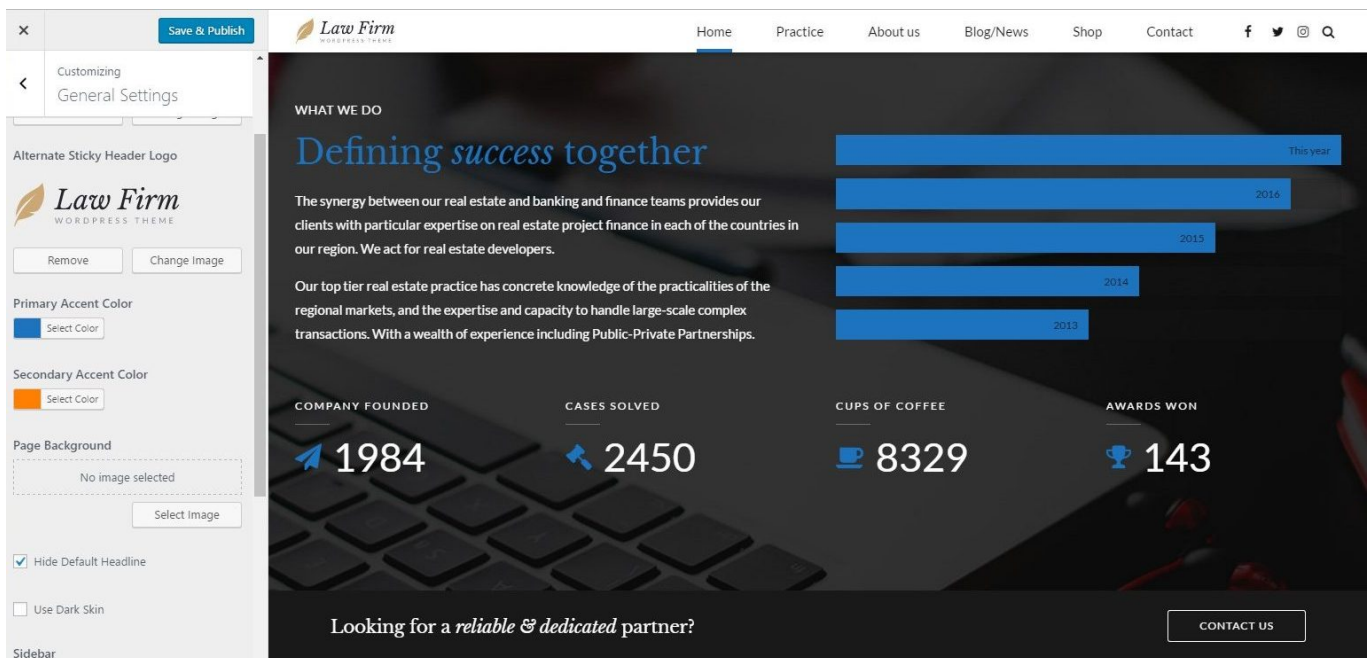 Save & Publish
Customizing
General Settings
Alternate Sticky Header Logo
Law Firm
WORDPRESS THEME
Remove
Change Image
Primary Accent Color
Select Color
Secondary Accent Color
Select Color
Page Background
No image selected
Select Image
Hide Default Headline
Use Dark Skin
Sidebar
Law Firm
WORDPRESS THEME
Home Practice About us Blog/News Shop Contact
WHAT WE DO
Defining success together
The synergy between our real estate and banking and finance teams provides our
clients with particular expertise on real estate project finance in each of the countries in
our region. We act for real estate developers.
Our top tier real estate practice has concrete knowledge of the practicalities of the
regional markets, and the expertise and capacity to handle large-scale complex
transactions. With a wealth of experience including Public-Private Partnerships.
This year
2016
2015
2014
2013
COMPANY FOUNDED
1984
CASES SOLVED
2450
CUPS OF COFFEE
8329
AWARDS WON
143
Looking for a reliable & dedicated partner?
CONTACT US